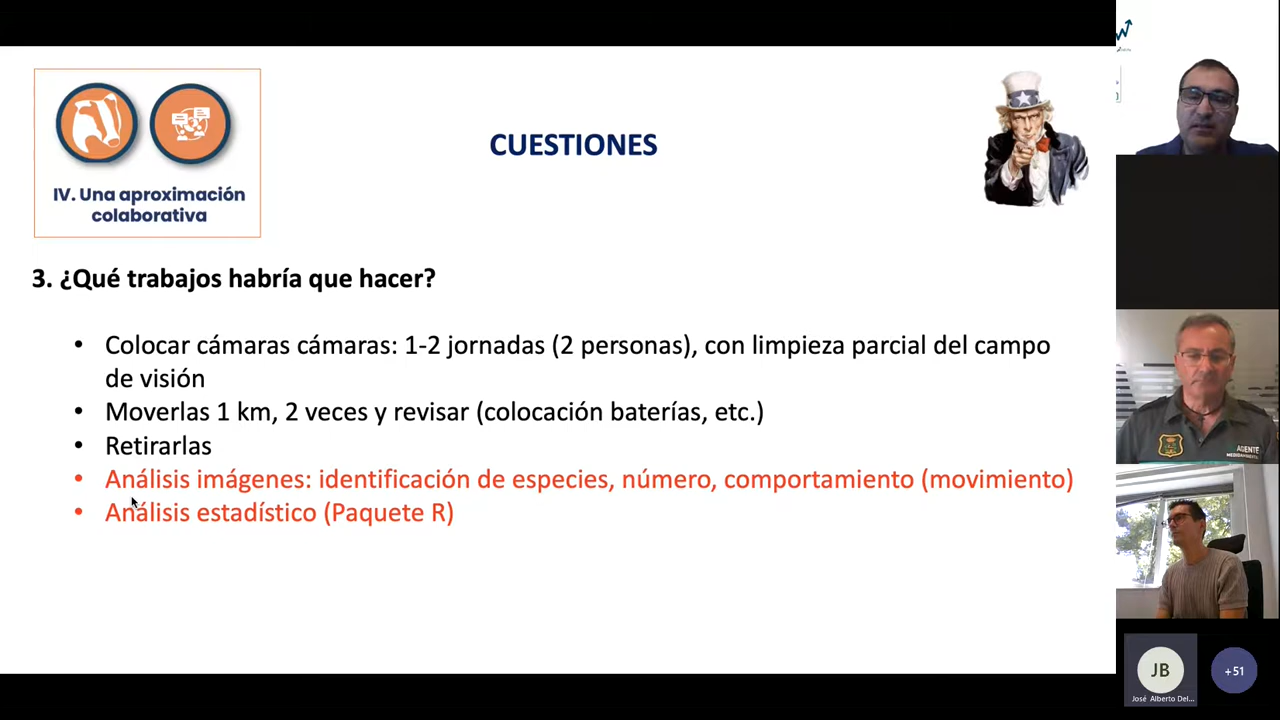 IV. Una aproximación
colaborativa
CUESTIONES
3. ¿Qué trabajos habría que hacer?
• Colocar cámaras cámaras: 1-2 jornadas (2 personas), con limpieza parcial del campo
de visión
• Moverlas 1 km, 2 veces y revisar (colocación baterías, etc.)
• Retirarlas
• Análisis imágenes: identificación de especies, número, comportamiento (movimiento)
• Análisis estadístico (Paquete R)
AGENTE
MEDIOAMBIENTE
JB
José Alberto Del...
+51